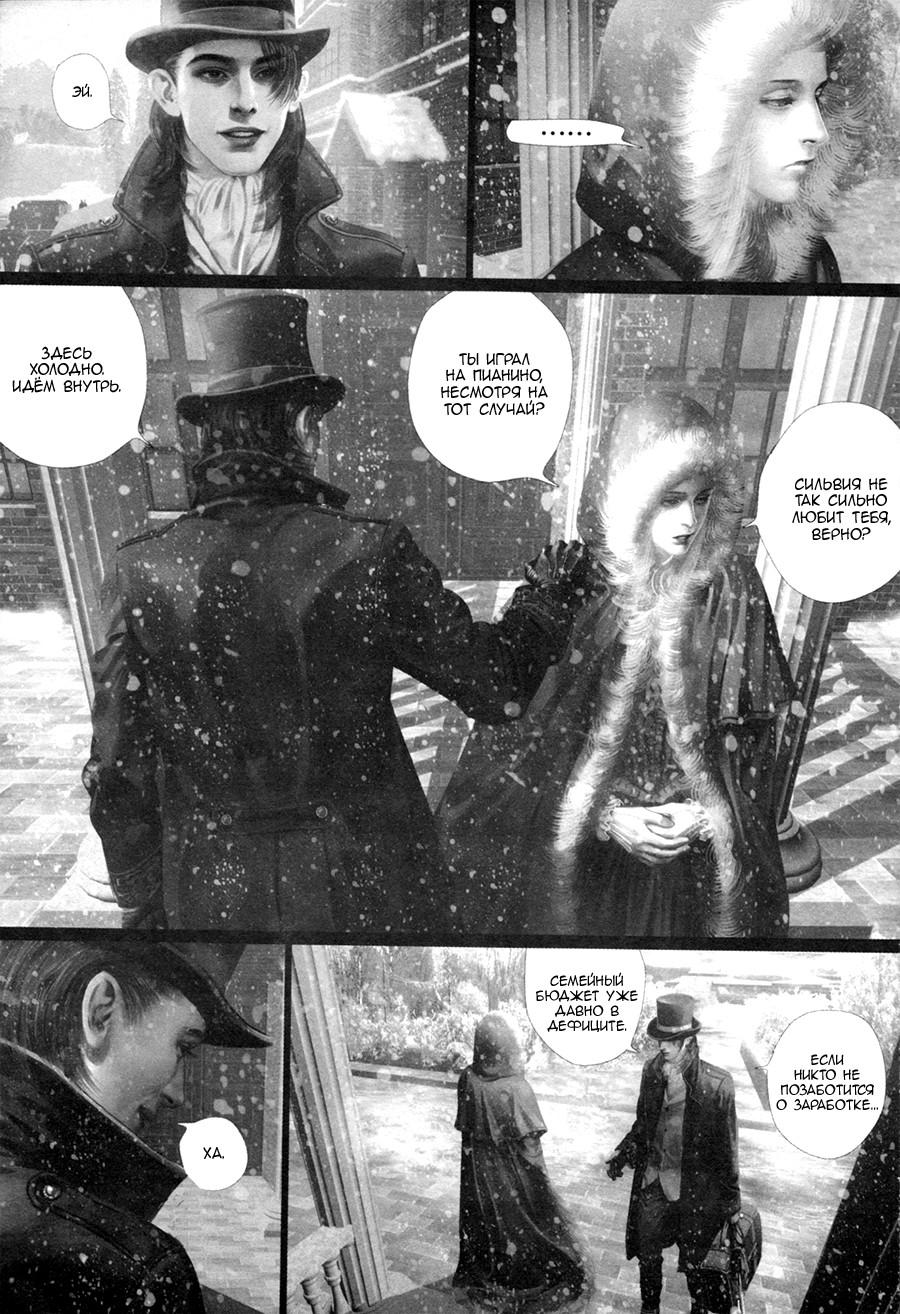 ЭЙ.
......
ЗДЕСЬ
ХОЛОДНО.
ИДЁМ ВНУТРЬ.
ТЫ ИГРАЛ
НА ПИАНИНО,
НЕСМОТРЯ НА
ТОТ СЛУЧАЙ?
СИЛЬВИЯ НЕ
ТАК СИЛЬНО
ЛЮБИТ ТЕБЯ,
ВЕРНО?
ХА.
СЕМЕЙНЫЙ
БЮДЖЕТ УЖЕ
ДАВНО В
ДЕФИЦИТЕ.
ЕСЛИ
НИКТО НЕ
ПОЗАБОТИТСЯ
О ЗАРАБОТКЕ...